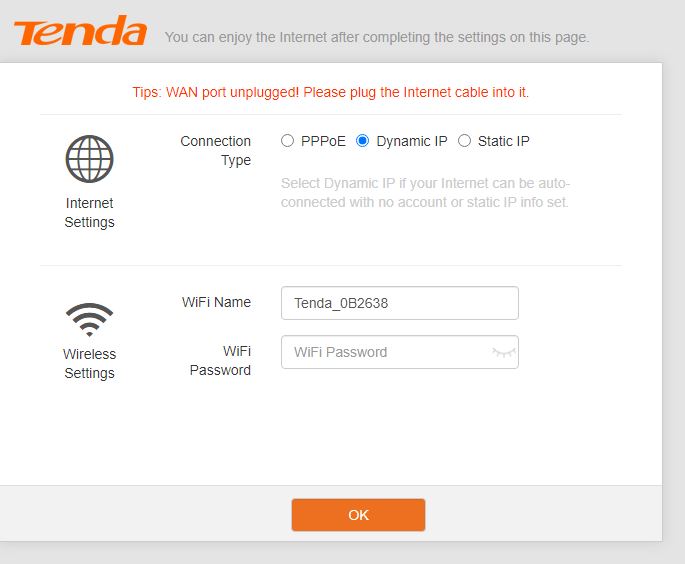 Tenda You can enjoy the Internet after completing the settings on this page.
Tips: WAN port unplugged! Please plug the Internet cable into it.
Internet
Settings
Connection
Type
PPPoE Dynamic IP Static IP
Select Dynamic IP if your Internet can be auto-
connected with no account or static IP info set.
Wireless
Settings
WiFi Name
Tenda_0B2638
WiFi
Password
WiFi Password
OK